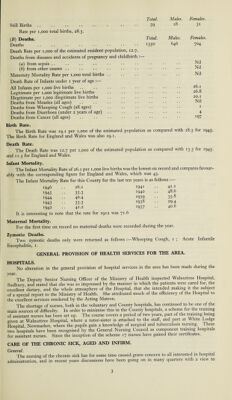 Total. Males. Females.
Still Births .. 59 28 31
Rate per 1,000 total births, 28.3.
(B) Deaths. Total. Males. Females.
Deaths 1350 646 704
Death Rate per 1,000 of the estimated resident population, 12.7.
Deaths from diseases and accidents of pregnancy and childbirth :—
(a) from sepsis .. Nil
(b) from other causes .. Nil
Maternity Mortality Rate per 1,000 total births .. Nil
Death Rate of Infants under 1 year of age :—
All Infants per 1,000 live births .. 26.1
Legitimate per 1,000 legitimate live births .. 26.8
Illegitimate per 1,000 illegitimate live births
Deaths from Measles (all ages) .. Nil
Deaths from Whooping Cough (all ages) .. 1
Deaths from Diarrhoea (under 2 years of age)
Deaths from Cancer (all ages) .. 197
Birth Rate.
The Birth Rate was 19.1 per 1,000 of the estimated population as compared with 18.3 for 1945.
The Birth Rate for England and Wales was also 19.1.
Death Rate.
The Death Rate was 12.7 per 1,000 of the estimated population as compared with 13.3 for 1945
and 11.5 for England and Wales.
Infant Mortality.
The Infant Mortality Rate of 26.1 per 1,000 live births was the lowest on record and compares favour-
ably with the corresponding figure for England and Wales, which was 43.
The Infant Mortality Rate for this County for the last ten years is as follows :—
1946 26.1 1941 42.2
1945 35.3 1940 48.6
1944 40.4 1939 35.8
1943 33.3 1938 39.4
1942 40.2 1937 40.6
It is interesting to note that the rate for 1912 was 71.6
Maternal Mortality.
For the first time on record no maternal deaths were recorded during the year.
Zymotic Deaths.
Two zymotic deaths only were returned as follows :—Whooping Cough, 1 ; Acute Infantile
Encephalitis, 1.
GENERAL PROVISION OF HEALTH SERVICES FOR THE AREA.
HOSPITALS.
No alteration in the general provision of hospital services in the area has been made during the
year.
The Deputy Senior Nursing Officer of the Ministry of Health inspected Walnuttree Hospital,
Sudbury, and stated that she was so impressed by the manner in which the patients were cared for, the
excellent dietary, and the whole atmosphere of the Hospital, that she intended making it the subject
of a special report to the Ministry of Health. She attributed much of the efficiency of the Hospital to
the excellent services rendered by the Acting Matron.
The shortage of nurses, both in the voluntary and County hospitals, has continued to be one of the
main sources of difficulty. In order to minimise this in the County hospitals, a scheme for the training
of assistant nurses has been set up. The course covers a period of two years, part of the training being
given at Walnuttree Hospital, where a tutor-sister is attached to the staff, and part at White Lodge
Hospital, Newmarket, where the pupils gain a knowledge of surgical and tuberculous nursing. These
two hospitals have been recognised by the General Nursing Council as component training hospitals
for assistant nurses. Since the inception of the scheme 17 nurses have gained their certificates.
CARE OF THE CHRONIC SICK, AGED AND INFIRM.
General.
The nursing of the chronic sick has for some time caused grave concern to all interested in hospital
administration, and in recent years discussions have been going on in many quarters with a view to
3